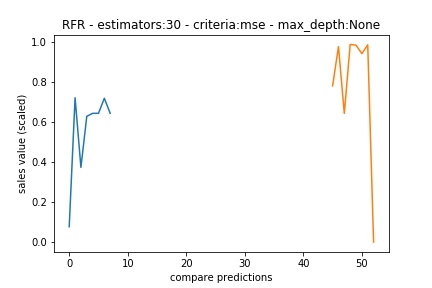 RFR - estimators:30 - criteria:mse - max_depth:None
sales value (scaled)
1.0
0.8
0.6
0.4
0.2
0.0
0 10 20 30 40 50
compare predictions